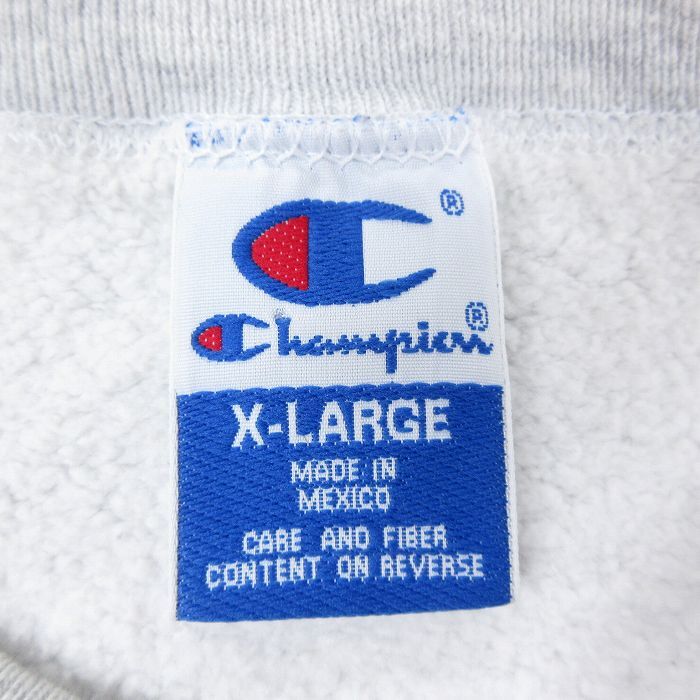 ®
Champion®
X-LARGE
MADE IN
MEXICO
CARE AND FIBER
CONTENT ON REVERSE